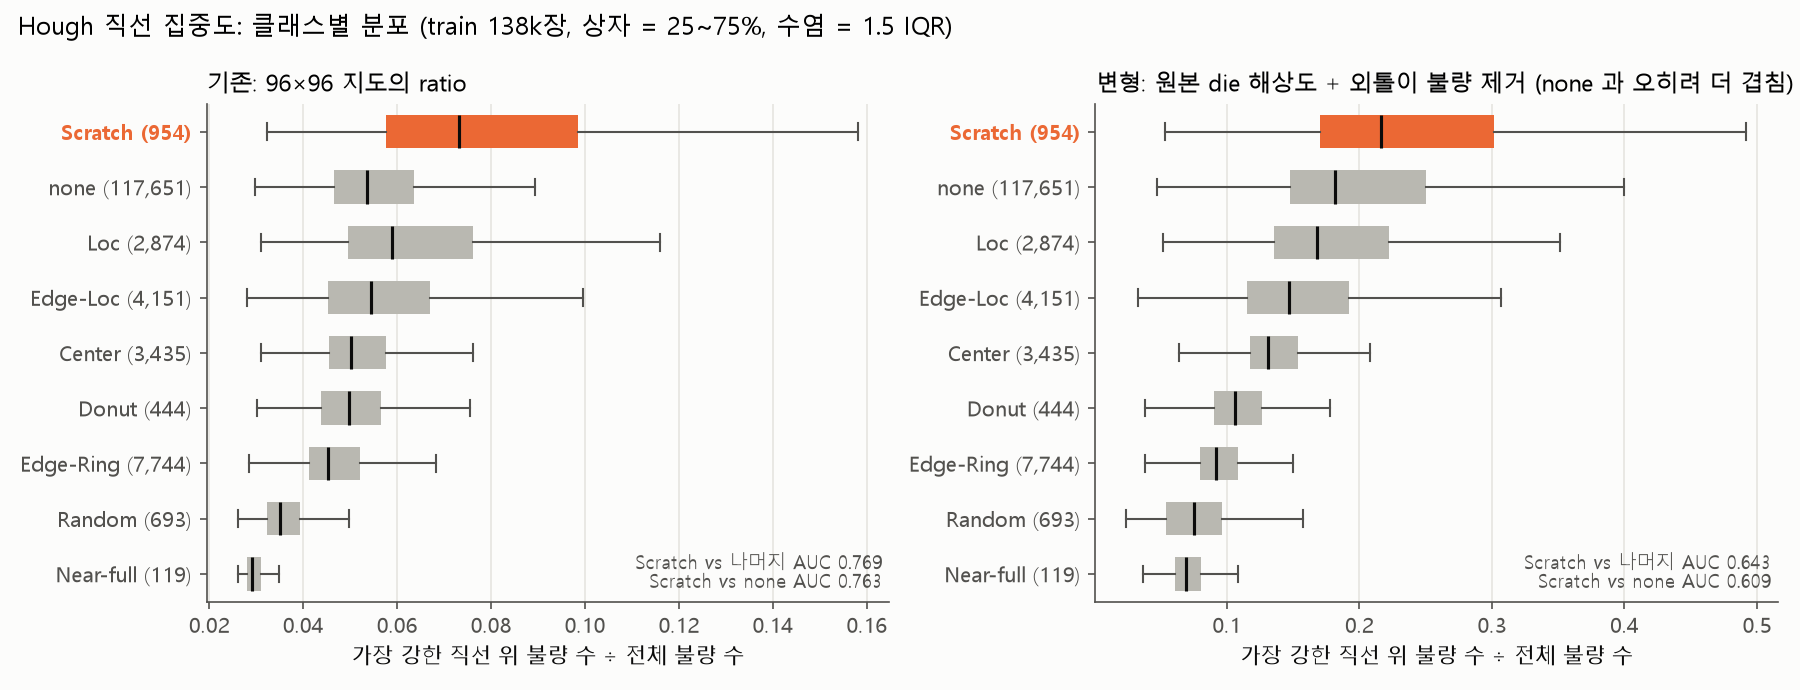 Hough 직선 집중도: 클래스별 분포 (train 138k장, 상자 = 25~75%, 수염 = 1.5 IQR)
기존: 96×96 지도의 ratio
Scratch (954)
none (117,651)
Loc (2,874)
Edge-Loc (4,151)
Center (3,435)
Donut (444)
Edge-Ring (7,744)
Random (693)
Near-full (119)
Scratch vs 나머지 AUC 0.769
Scratch vs none AUC 0.763
0.02 0.04 0.06 0.08 0.10 0.12 0.14 0.16
가장 강한 직선 위 불량 수 ÷ 전체 불량 수
변형: 원본 die 해상도 + 외톨이 불량 제거 (none 과 오히려 더 겹침)
Scratch (954)
none (117,651)
Loc (2,874)
Edge-Loc (4,151)
Center (3,435)
Donut (444)
Edge-Ring (7,744)
Random (693)
Near-full (119)
Scratch vs 나머지 AUC 0.643
Scratch vs none AUC 0.609
0.1 0.2 0.3 0.4 0.5
가장 강한 직선 위 불량 수 ÷ 전체 불량 수